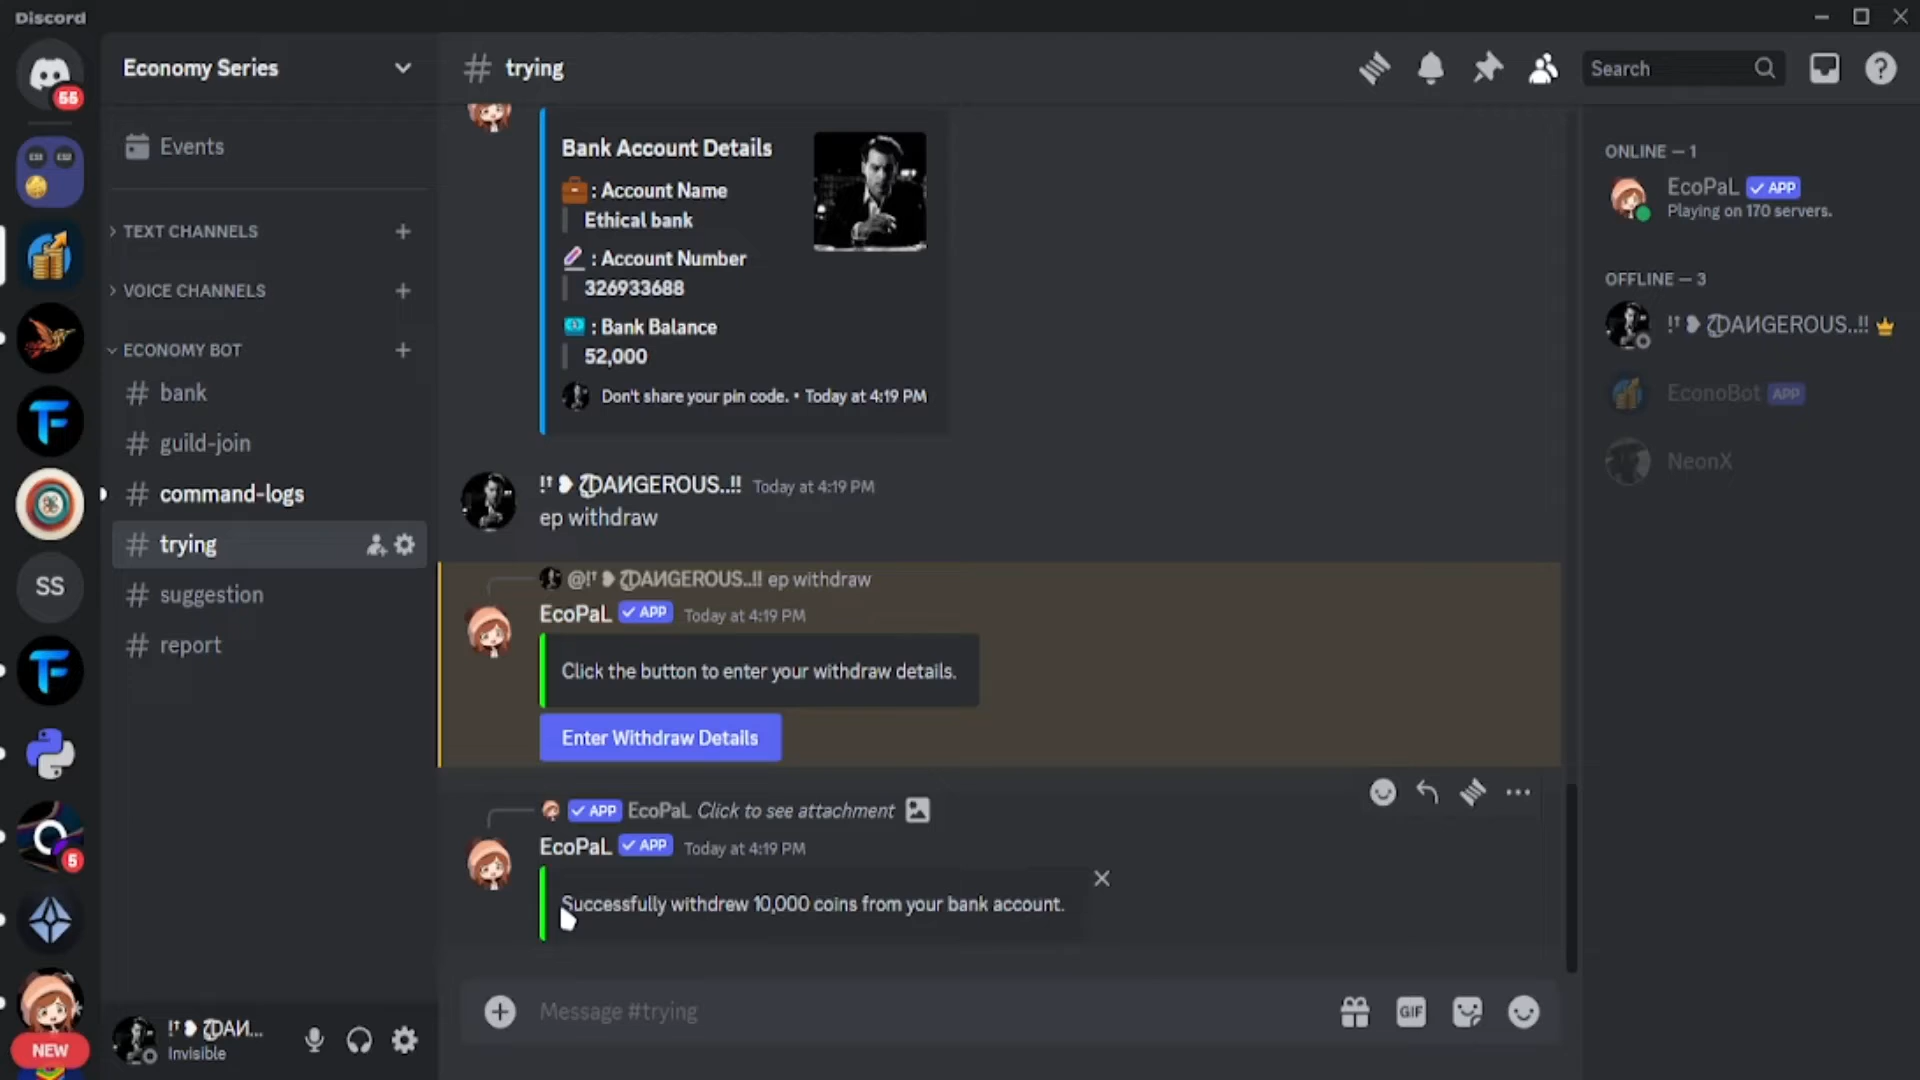 Discord
55
Economy Series
# trying
Search
Events
TEXT CHANNELS
VOICE CHANNELS
ECONOMY BOT
# bank
# guild-join
# command-logs
# trying
# suggestion
# report
SS
5
NEW
Invisible
Bank Account Details
: Account Name
Ethical bank
: Account Number
326933688
: Bank Balance
52,000
Don't share your pin code. • Today at 4:19 PM
DAИGEROUS..!! Today at 4:19 PM
ep withdraw
DAИGEROUS..!! ep withdraw
EcoPaL APP Today at 4:19 PM
Click the button to enter your withdraw details.
Enter Withdraw Details
APP EcoPaL Click to see attachment
EcoPaL APP Today at 4:19 PM
Successfully withdrew 10,000 coins from your bank account.
Message #trying
GIF
ONLINE — 1
EcoPaL APP
Playing on 170 servers.
OFFLINE — 3
DAИGEROUS..!!
EconoBot APP
NeonX